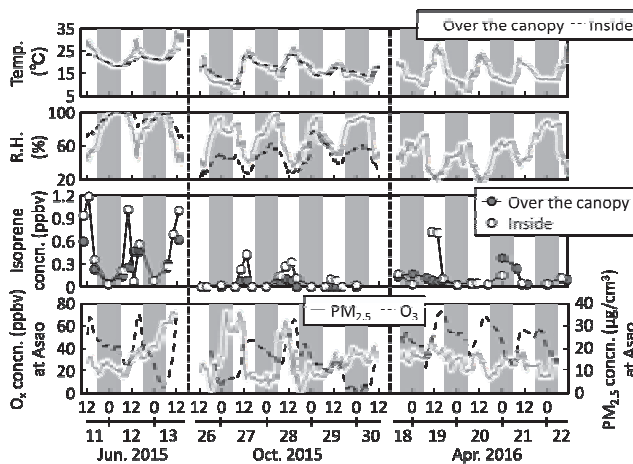 Over the canopy Inside
Temp. (℃)
35
25
15
5
R.H. (%)
100
60
20
Isoprene concn. (ppbv)
1.2
0.9
0.6
0.3
0
Over the canopy
Inside
Ox concn. (ppbv) at Asao
80
60
40
20
0
PM2.5 O3
40
30
20
10
0
PM2.5 concn. (μg/cm³) at Asao
12 0 12 0 12 0 12 12 0 12 0 12 0 12 0 12 0 12 12 0 12 0 12 0 12 0
11 12 13 26 27 28 29 30 18 19 20 21 22
Jun. 2015 Oct. 2015 Apr. 2016